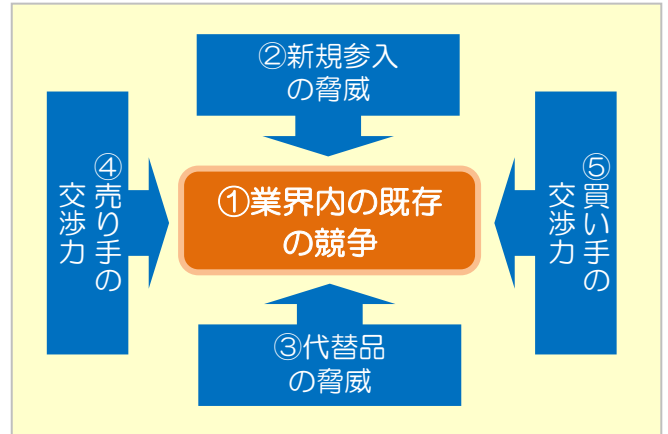 ②新規参入
の脅威
④売り手の
交渉力
①業界内の既存
の競争
⑤買い手の
交渉力
③代替品
の脅威